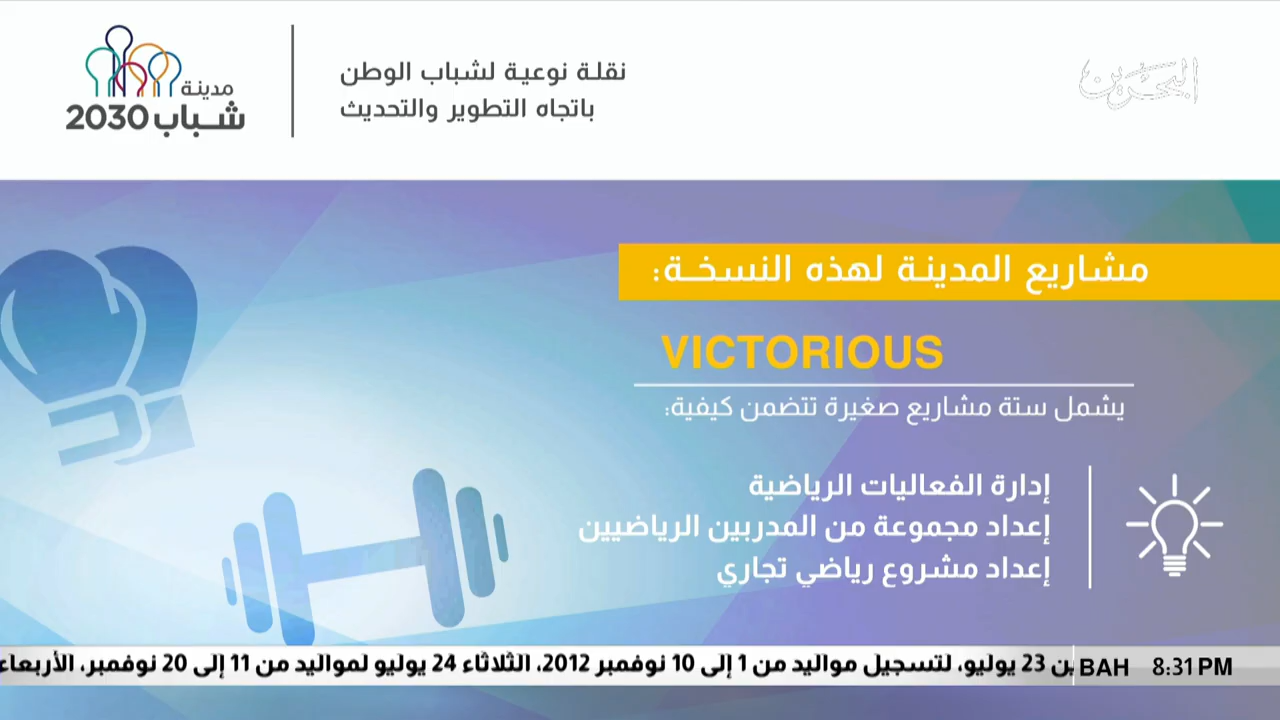 نقلة نوعية لشباب الوطن
باتجاه التطوير والتحديث
مدينة
شباب 2030
البحرين
مشاريع المدينة لهذه النسخة:
VICTORIOUS
يشمل ستة مشاريع صغيرة تتضمن كيفية:
إدارة الفعاليات الرياضية
إعداد مجموعة من المدربين الرياضيين
إعداد مشروع رياضي تجاري
ين 23 يوليو، لتسجيل مواليد من 1 إلى 10 نوفمبر 2012، الثلاثاء 24 يوليو لمواليد من 11 إلى 20 نوفمبر، الأربعاء
BAH 8:31 PM